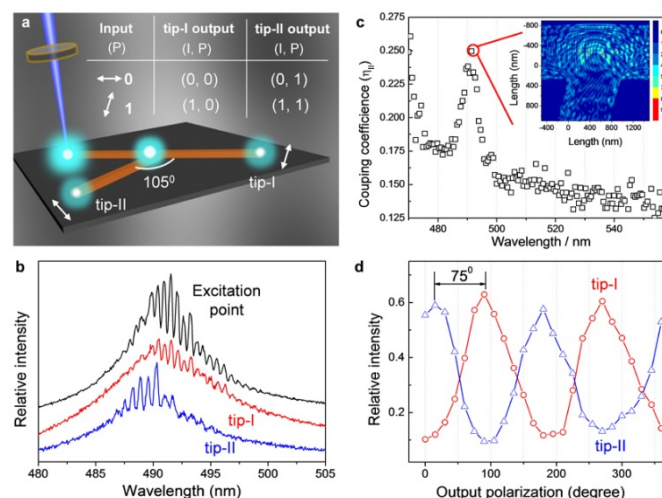 a
Input tip-I output tip-II output
(P) (I, P) (I, P)
0 (0, 0) (0, 1)
1 (1, 0) (1, 1)
105⁰
tip-I
tip-II
b
Relative intensity
Excitation
point
tip-I
tip-II
480 485 490 495 500 505
Wavelength (nm)
c
Couping coefficience (η_II)
0.275
0.250
0.225
0.200
0.175
0.150
0.125
480 500 520 540
Wavelength / nm
Length (nm)
-800
-400
0
400
800
-400 0 400 800 1200
Length (nm)
d
Relative intensity
0.6
0.4
0.2
75⁰
tip-I
tip-II
0 100 200 300
Output polarization (degree)